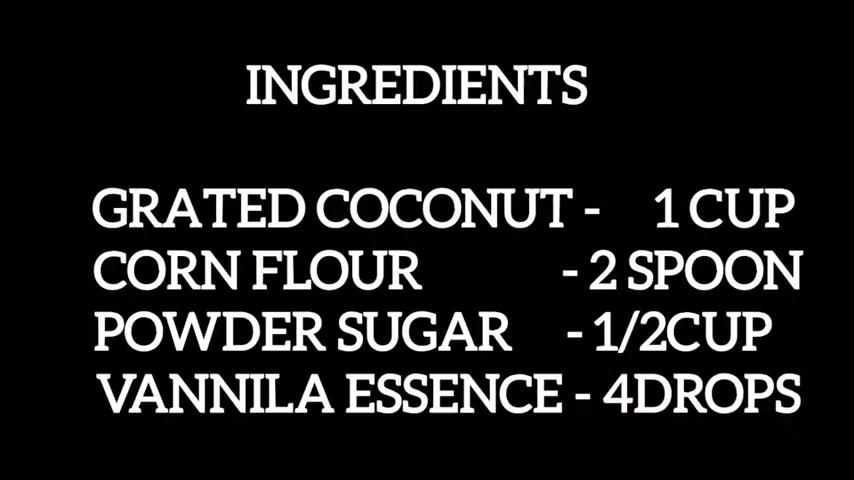 INGREDIENTS
GRATED COCONUT - 1 CUP
CORN FLOUR - 2 SPOON
POWDER SUGAR - 1/2CUP
VANNILA ESSENCE - 4DROPS